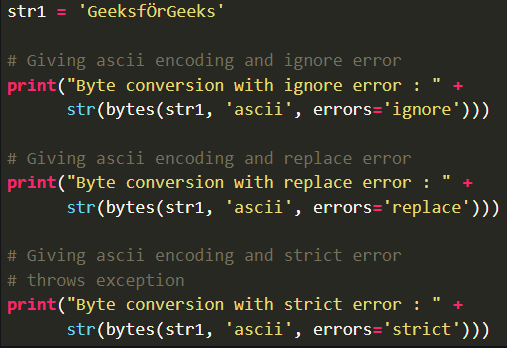 str1 = 'GeeksfÖrGeeks'
# Giving ascii encoding and ignore error
print("Byte conversion with ignore error : " +
      str(bytes(str1, 'ascii', errors='ignore')))
# Giving ascii encoding and replace error
print("Byte conversion with replace error : " +
      str(bytes(str1, 'ascii', errors='replace')))
# Giving ascii encoding and strict error
# throws exception
print("Byte conversion with strict error : " +
      str(bytes(str1, 'ascii', errors='strict')))